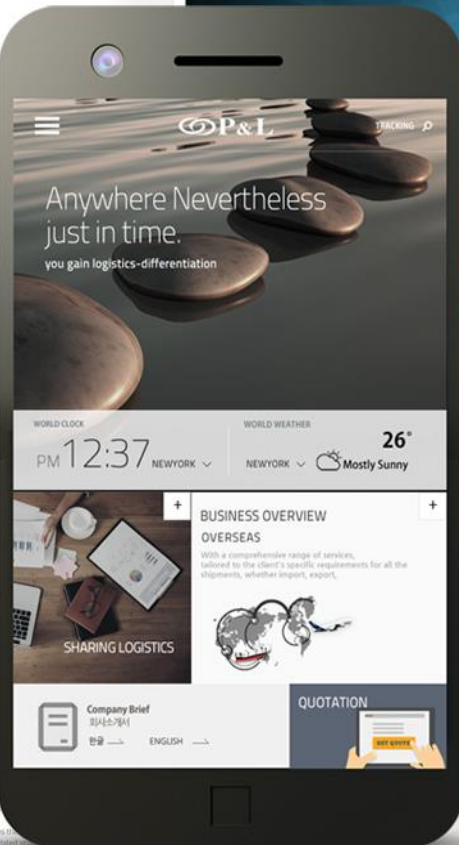 P&L
TRACKING
Anywhere Nevertheless
just in time.
you gain logistics-differentiation
WORLD CLOCK
PM 12:37 NEWYORK
WORLD WEATHER
NEWYORK
26°
Mostly Sunny
+
SHARING LOGISTICS
+
BUSINESS OVERVIEW
OVERSEAS
With a comprehensive range of services,
tailored to the client's specific requirements for all the
shipments, whether import, export,
Company Brief
회사소개서
한글
ENGLISH
QUOTATION
GET QUOTE